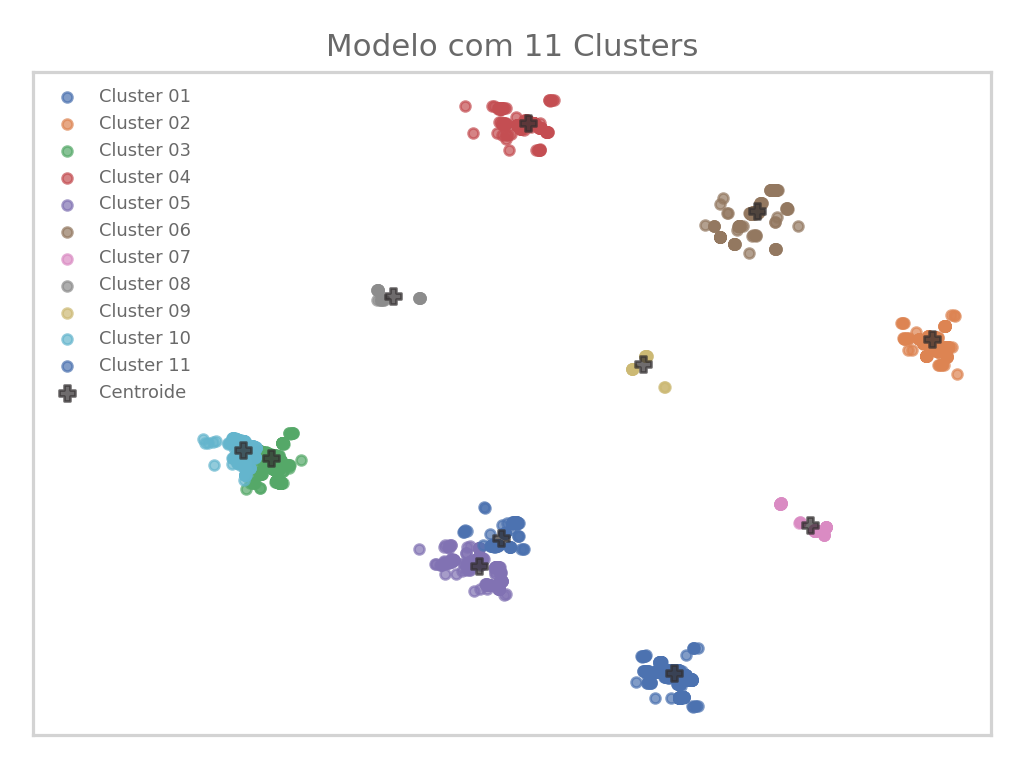 Modelo com 11 Clusters
Cluster 01
Cluster 02
Cluster 03
Cluster 04
Cluster 05
Cluster 06
Cluster 07
Cluster 08
Cluster 09
Cluster 10
Cluster 11
Centroide